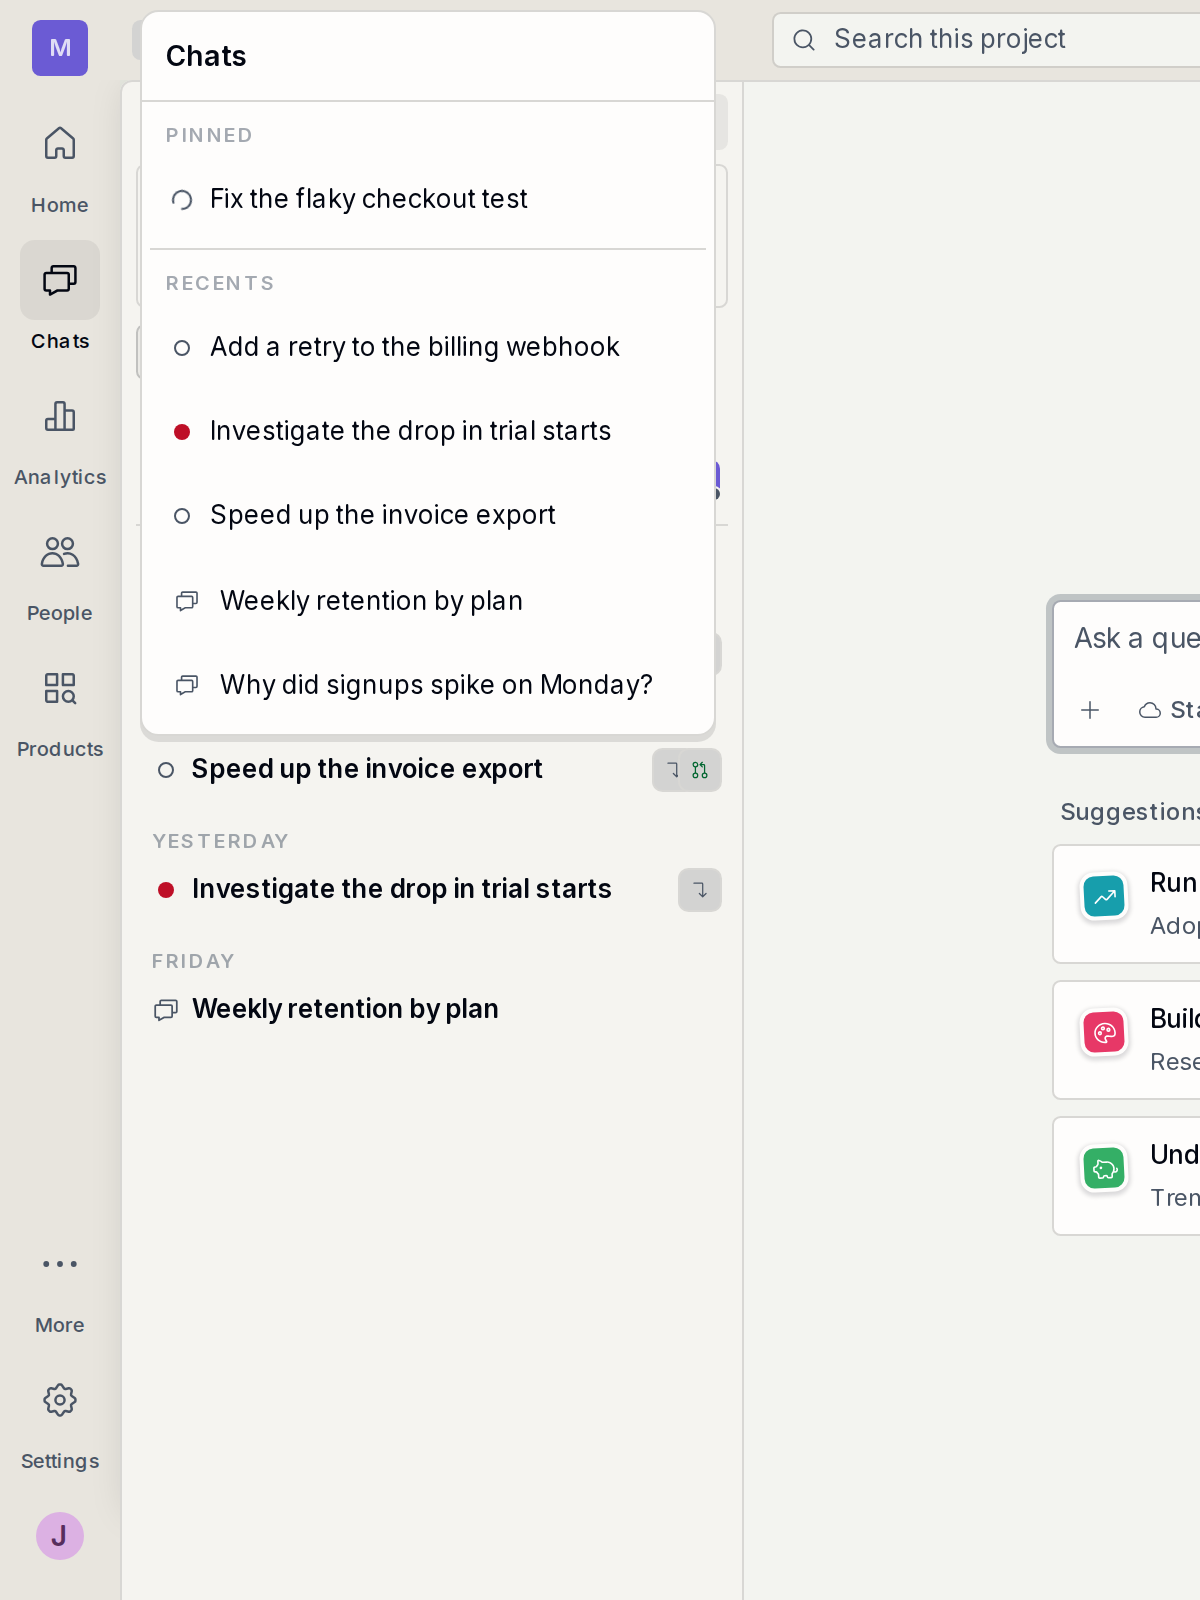 M
Home
Chats
Analytics
People
Products
More
Settings
J
Chats
PINNED
Fix the flaky checkout test
RECENTS
Add a retry to the billing webhook
Investigate the drop in trial starts
Speed up the invoice export
Weekly retention by plan
Why did signups spike on Monday?
Speed up the invoice export
YESTERDAY
Investigate the drop in trial starts
FRIDAY
Weekly retention by plan
Search this project
Ask a que
Sta
Suggestions
Run
Adop
Build
Rese
Und
Tren